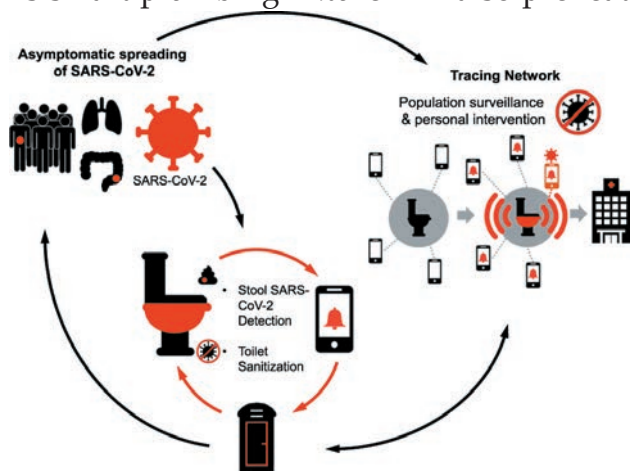 Asymptomatic spreading
of SARS-CoV-2
SARS-CoV-2
Tracing Network
Population surveillance
& personal intervention
• Stool SARS-
CoV-2
Detection
• Toilet
Sanitization